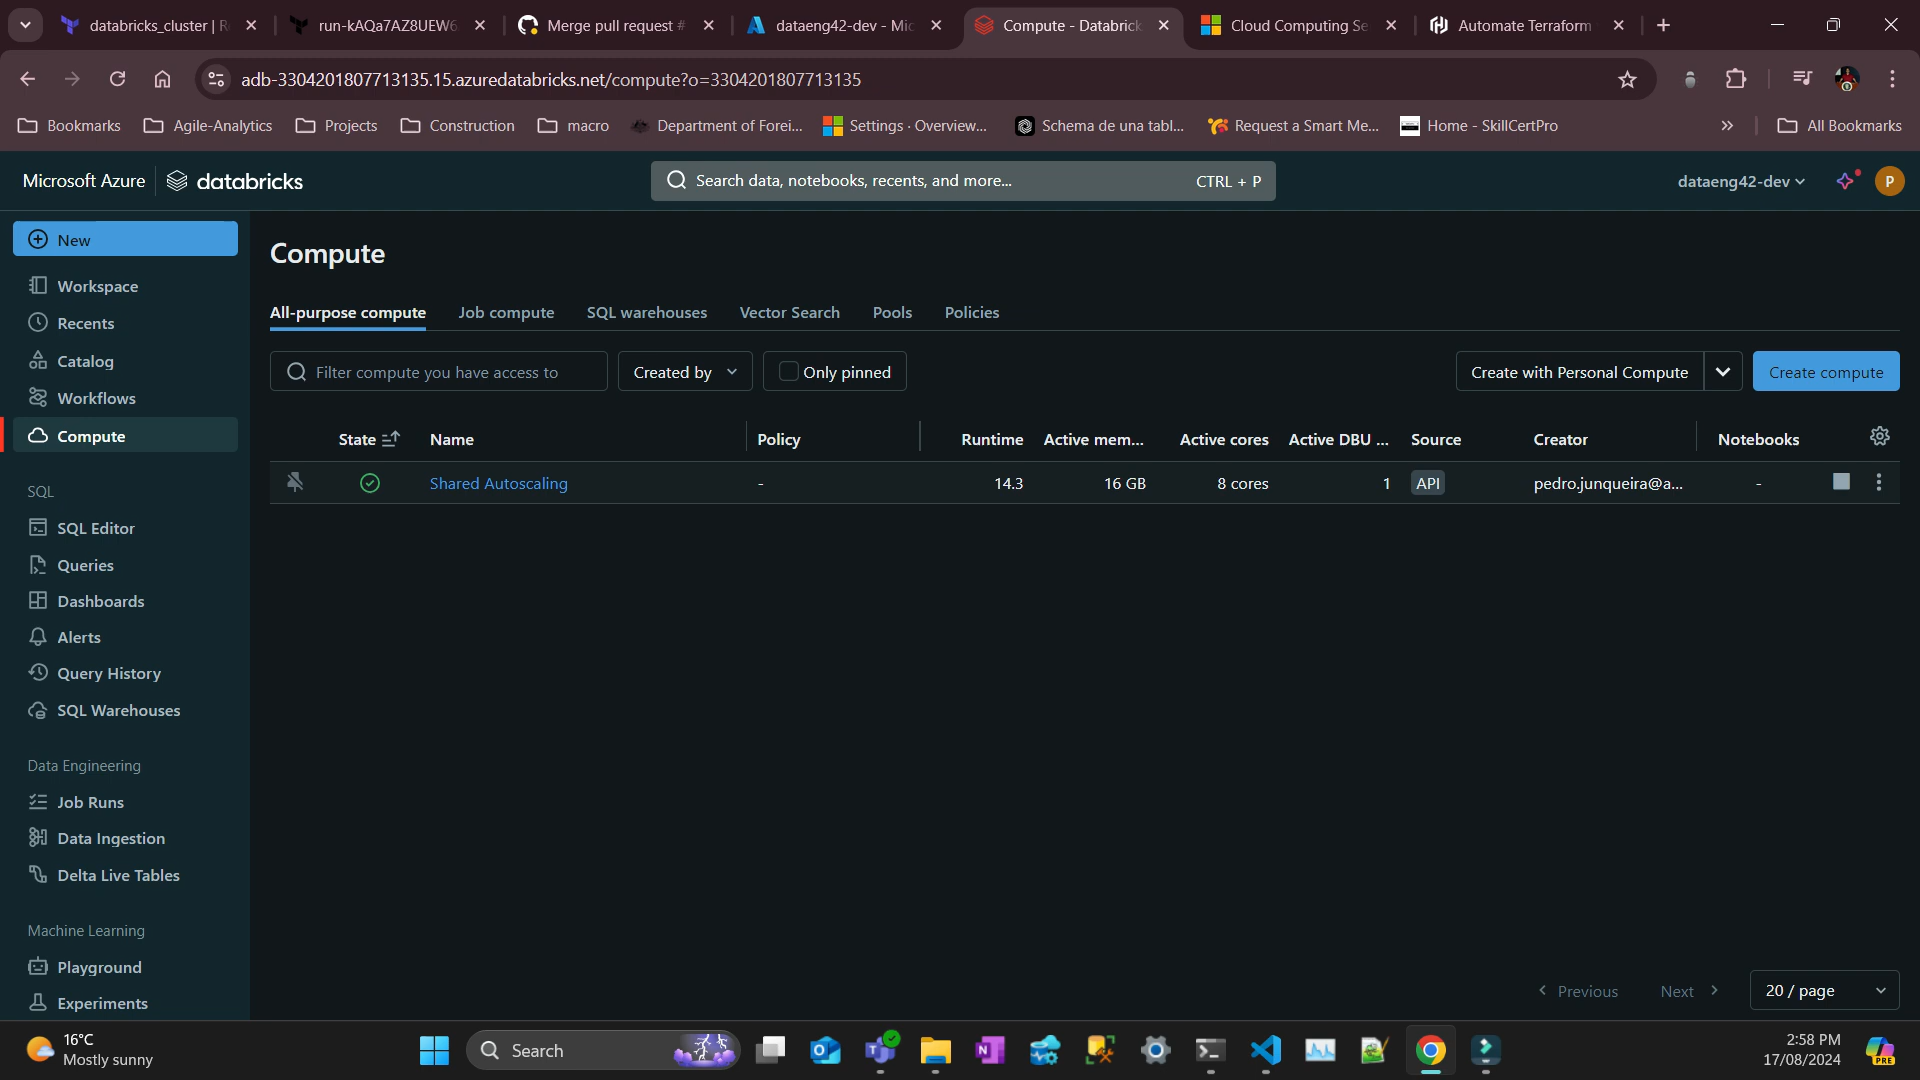 databricks_cluster | R
run-kAQa7AZ8UEW6
Merge pull request #
dataeng42-dev - Mic
Compute - Databrick
Cloud Computing Se
Automate Terraform
adb-3304201807713135.15.azuredatabricks.net/compute?o=3304201807713135
Bookmarks
Agile-Analytics
Projects
Construction
macro
Department of Forei...
Settings · Overview...
Schema de una tabl...
Request a Smart Me...
Home - SkillCertPro
All Bookmarks
Microsoft Azure
databricks
Search data, notebooks, recents, and more...
CTRL + P
dataeng42-dev
P
New
Workspace
Recents
Catalog
Workflows
Compute
SQL
SQL Editor
Queries
Dashboards
Alerts
Query History
SQL Warehouses
Data Engineering
Job Runs
Data Ingestion
Delta Live Tables
Machine Learning
Playground
Experiments
Compute
All-purpose compute
Job compute
SQL warehouses
Vector Search
Pools
Policies
Filter compute you have access to
Created by
Only pinned
Create with Personal Compute
Create compute
State
Name
Policy
Runtime
Active mem...
Active cores
Active DBU ...
Source
Creator
Notebooks
Shared Autoscaling
-
14.3
16 GB
8 cores
1
API
pedro.junqueira@a...
-
Previous
Next
20 / page
16°C
Mostly sunny
Search
2:58 PM
17/08/2024
PRE